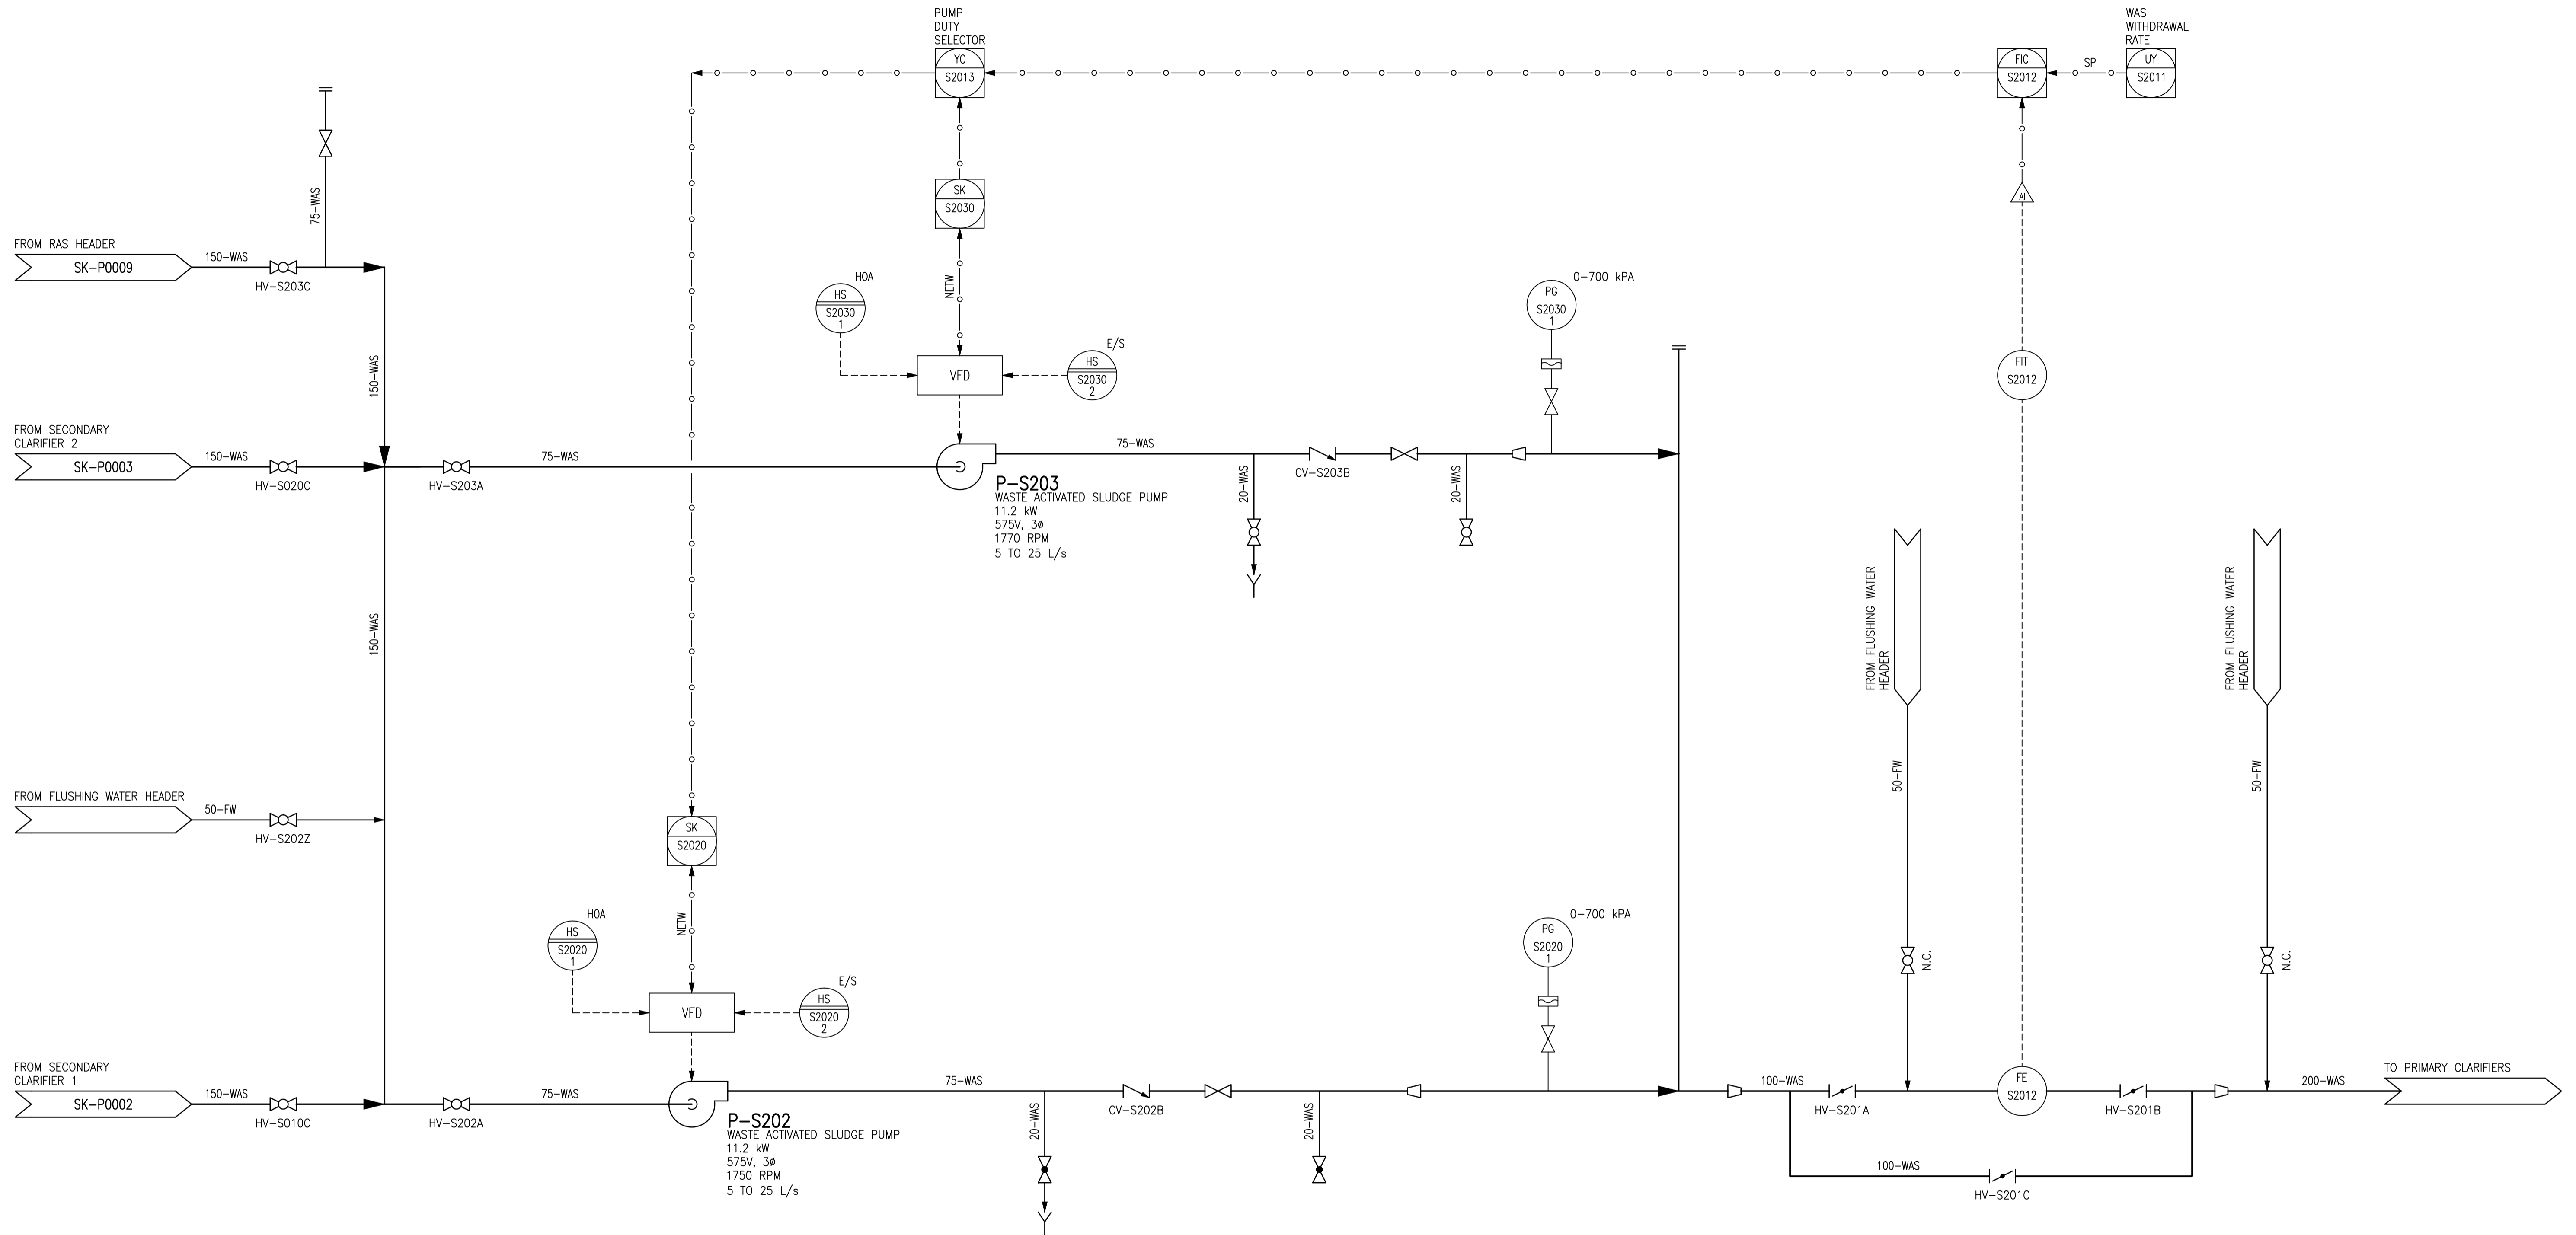 PUMP
DUTY
SELECTOR
YC
S2013
WAS
WITHDRAWAL
RATE
FIC
S2012
SP
UY
S2011
75-WAS
SK
S2030
AI
FROM RAS HEADER
SK-P0009
150-WAS
HV-S203C
HOA
HS
S2030
1
NETW
0-700 kPA
PG
S2030
1
E/S
HS
S2030
2
VFD
FIT
S2012
150-WAS
FROM SECONDARY
CLARIFIER 2
SK-P0003
150-WAS
HV-S020C
HV-S203A
75-WAS
P-S203
WASTE ACTIVATED SLUDGE PUMP
11.2 kW
575V, 3ø
1770 RPM
5 TO 25 L/s
75-WAS
20-WAS
CV-S203B
20-WAS
150-WAS
FROM FLUSHING WATER
HEADER
FROM FLUSHING WATER
HEADER
50-FW
50-FW
FROM FLUSHING WATER HEADER
50-FW
HV-S202Z
SK
S2020
HOA
HS
S2020
1
NETW
0-700 kPA
PG
S2020
1
N.C.
N.C.
E/S
HS
S2020
2
VFD
FROM SECONDARY
CLARIFIER 1
SK-P0002
150-WAS
HV-S010C
HV-S202A
75-WAS
P-S202
WASTE ACTIVATED SLUDGE PUMP
11.2 kW
575V, 3ø
1750 RPM
5 TO 25 L/s
75-WAS
20-WAS
CV-S202B
20-WAS
100-WAS
HV-S201A
FE
S2012
HV-S201B
200-WAS
TO PRIMARY CLARIFIERS
100-WAS
HV-S201C